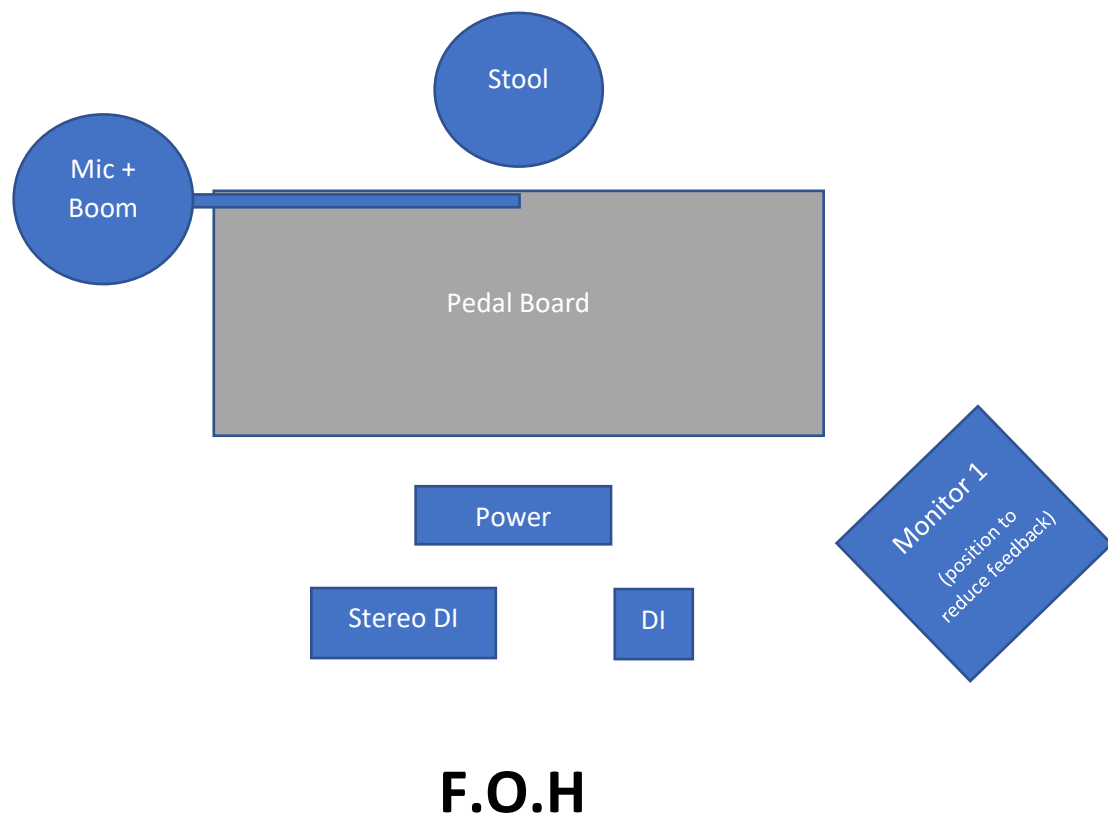 Stool
Mic +
Boom
Pedal Board
Monitor 1
(position to
reduce feedback)
Power
Stereo DI
DI
F.O.H